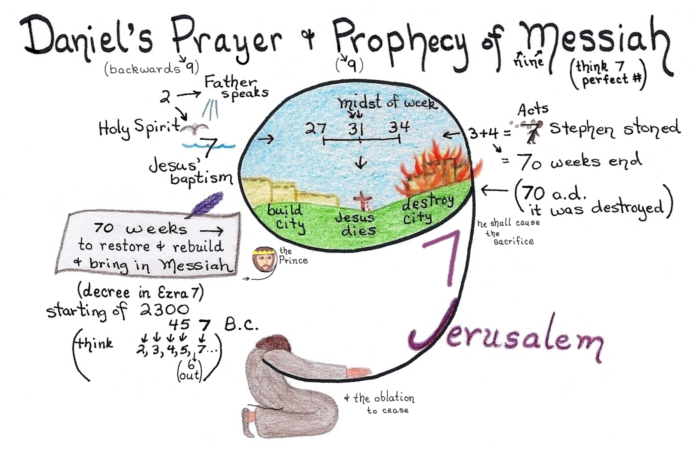 Daniel's Prayer & Prophecy of Messiah
(backwards 9)
(9)
nine
(think 7
perfect #)
2 → Father
speaks
Holy Spirit
7
Jesus'
baptism
midst of week
27 31 34
build
city
Jesus
dies
destroy
city
Acts
3+4 = 7 Stephen stoned
= 70 weeks end
(70 a.d.
it was destroyed)
he shall cause
the
sacrifice
70 weeks →
to restore & rebuild
& bring in Messiah
the
Prince
(decree in Ezra 7)
starting of 2300
457 B.C.
(think 2,3,4,5, 7...)
6
(out)
7
Jerusalem
& the oblation
to cease